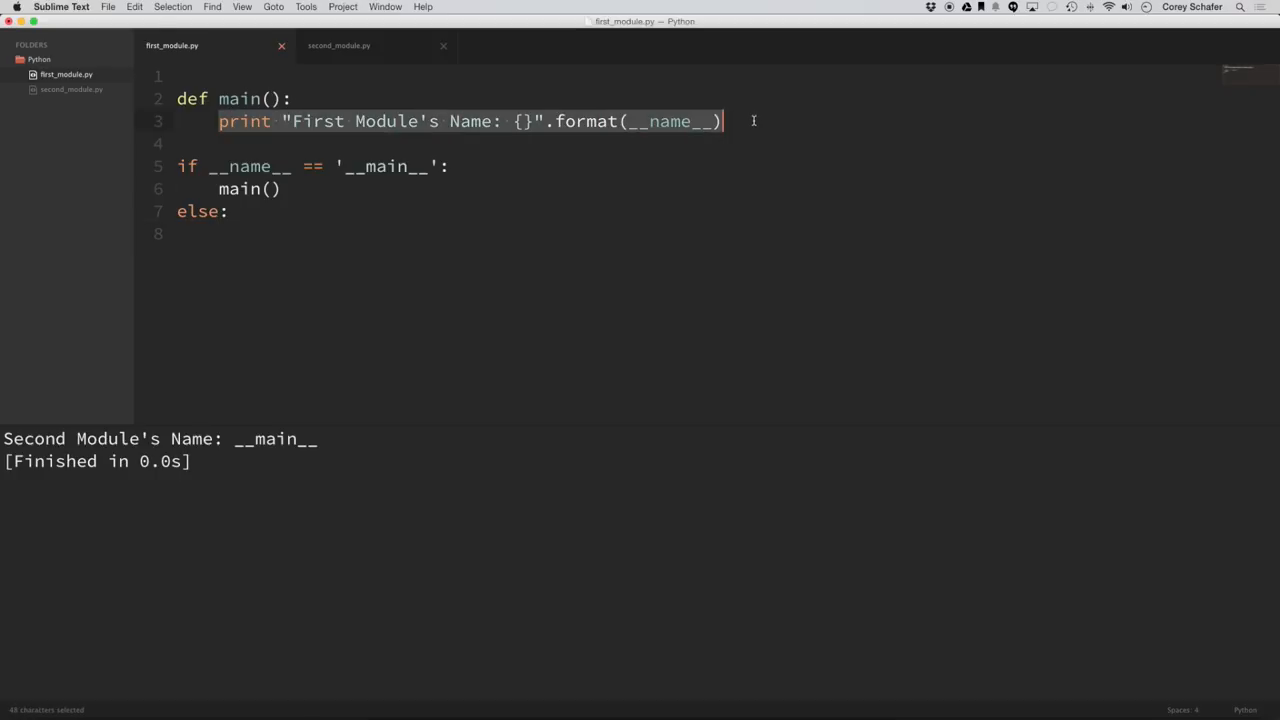 Sublime Text File Edit Selection Find View Goto Tools Project Window Help Corey Schafer
first_module.py — Python
FOLDERS
Python
first_module.py
second_module.py
first_module.py second_module.py
1
2 def main():
3 print "First Module's Name: {}".format(__name__)
4
5 if __name__ == '__main__':
6 main()
7 else:
8
Second Module's Name: __main__
[Finished in 0.0s]
48 characters selected Spaces: 4 Python